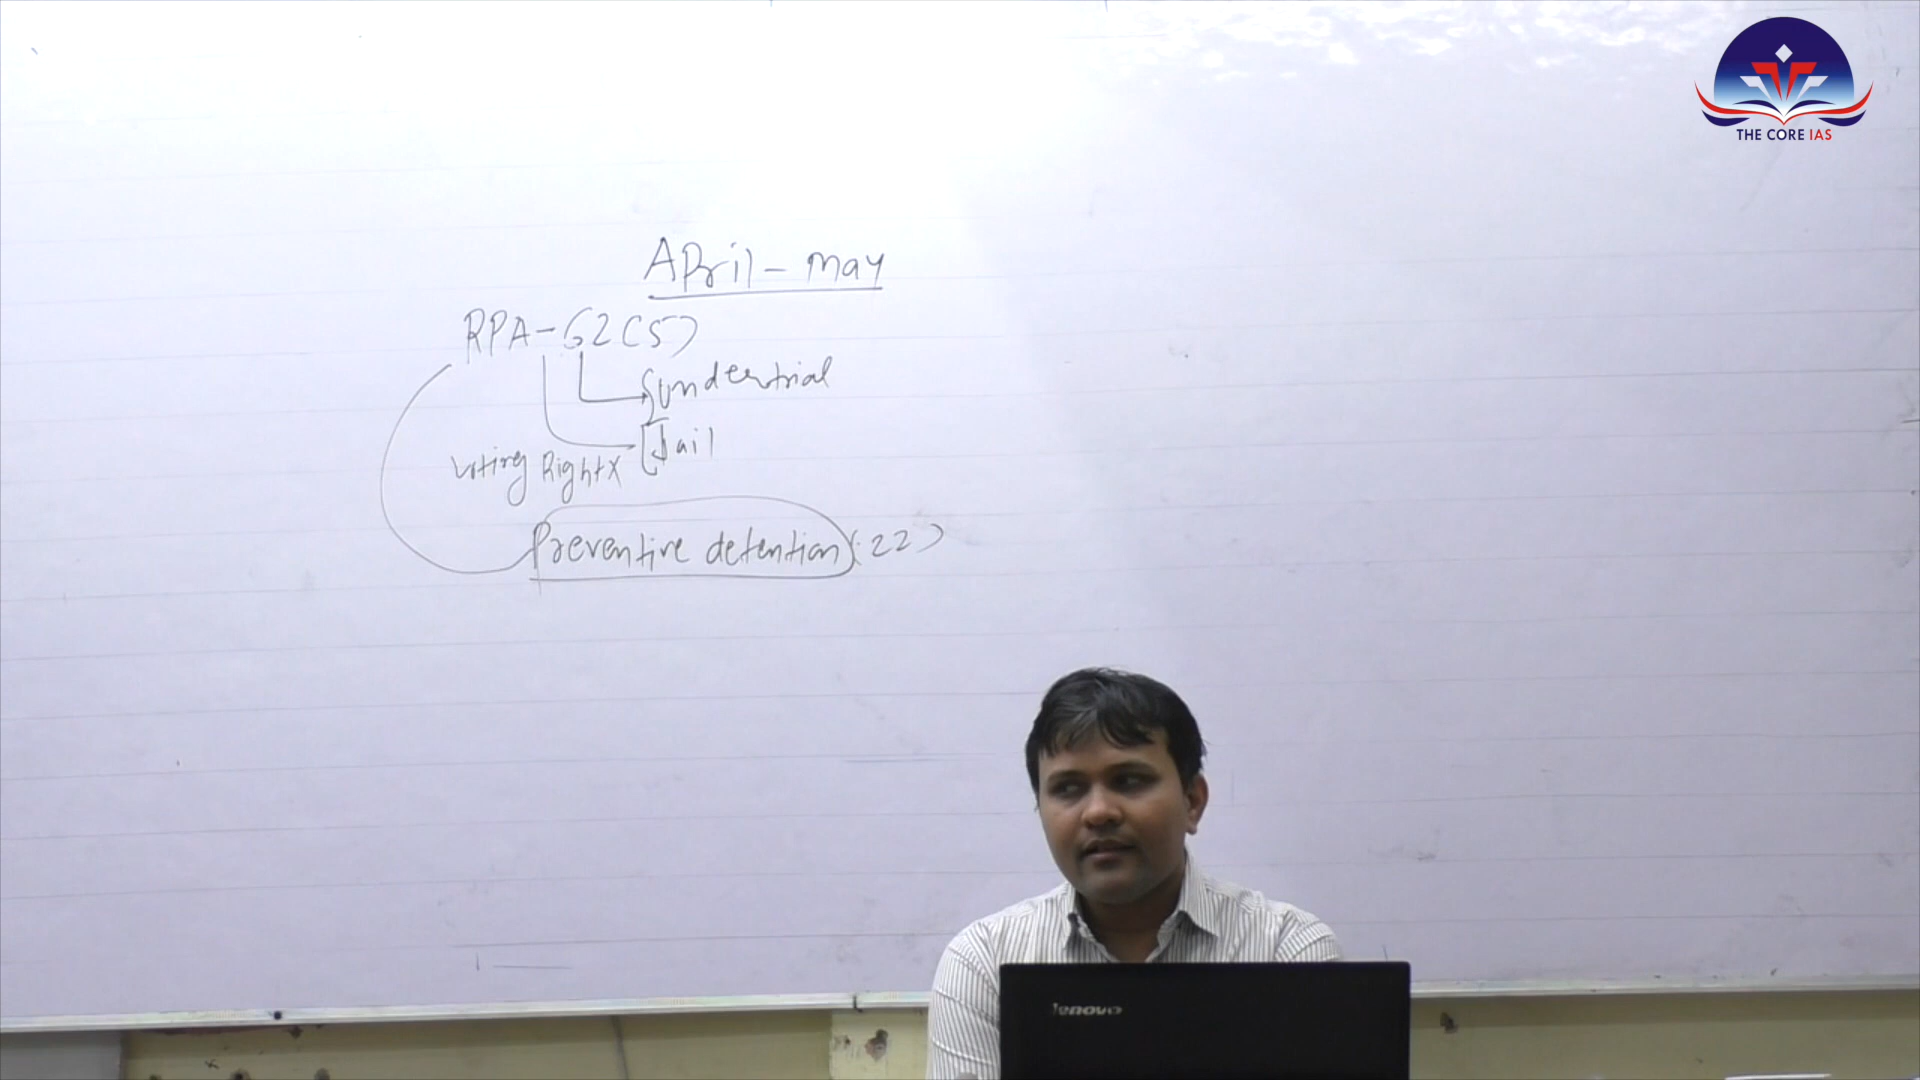 THE CORE IAS
April - May
RPA - 62(5)
undertrial
Jail
Voting Right X
Preventive detention (22)
lenovo